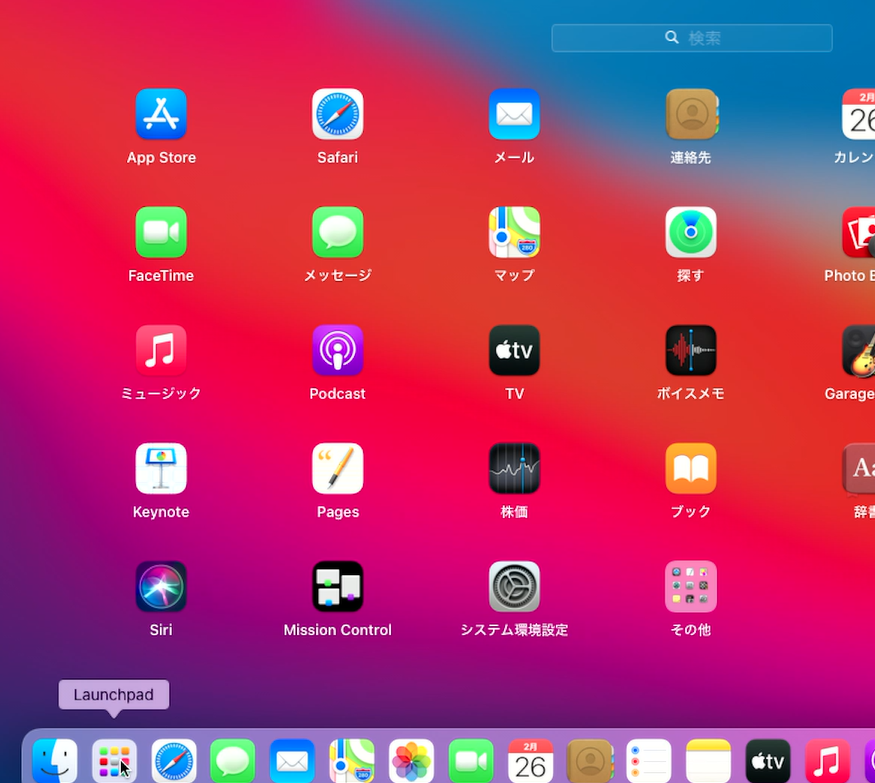 検索
App Store
Safari
メール
連絡先
2月
26
カレン
FaceTime
メッセージ
マップ
280
探す
Photo B
ミュージック
Podcast
tv
TV
ボイスメモ
Garage
Keynote
Pages
株価
ブック
Aa
辞書
Siri
Mission Control
システム環境設定
その他
Launchpad
280
2月
26
tv